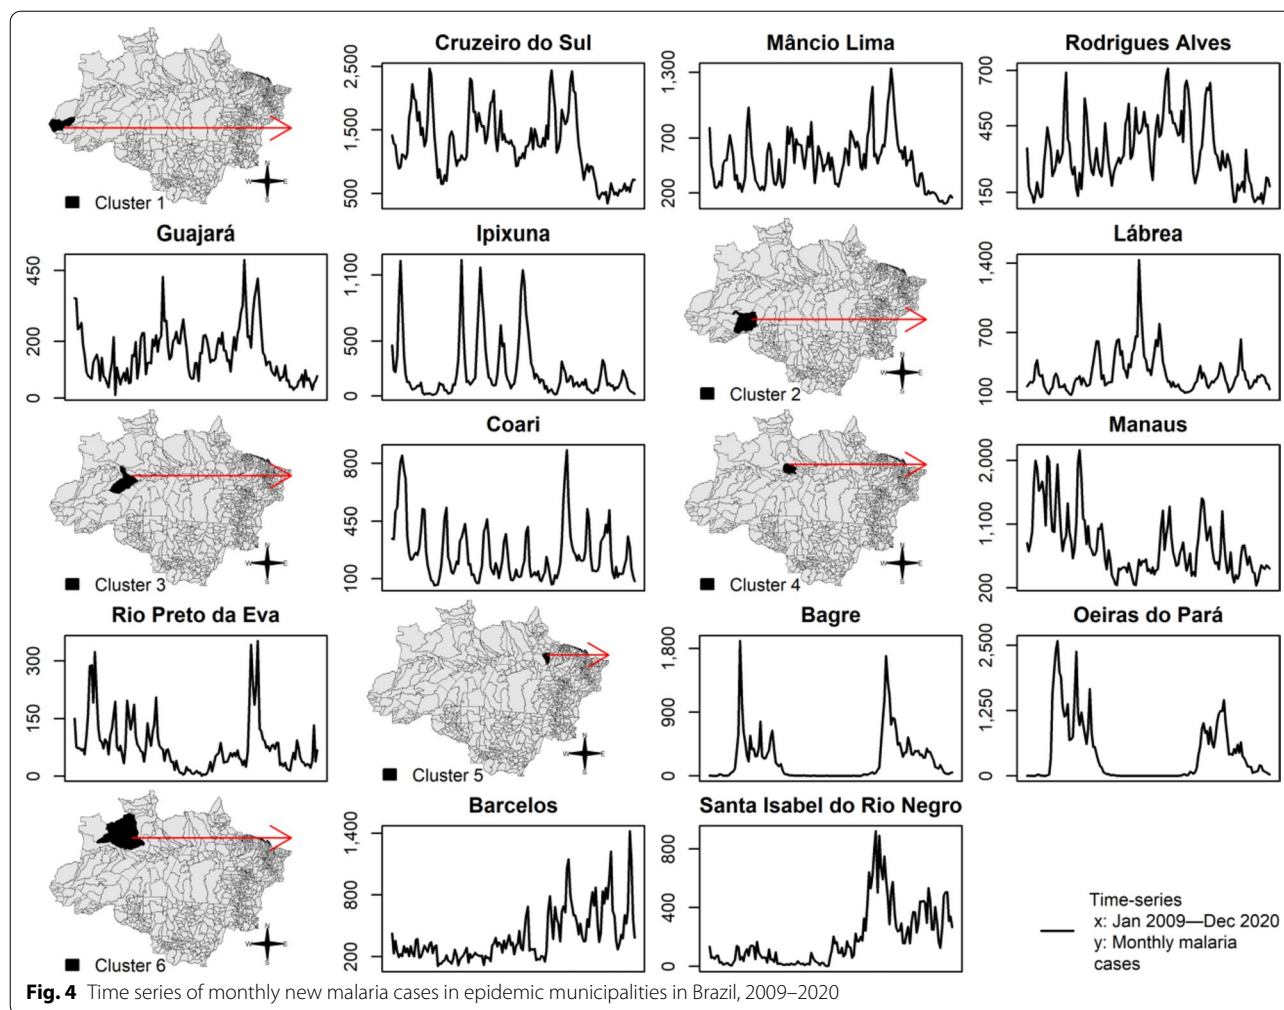 Cruzeiro do Sul
2,500
1,500
500
Mâncio Lima
1,300
700
200
Rodrigues Alves
700
450
150
N
W
E
S
Cluster 1
Guajará
450
200
0
Ipixuna
1,100
500
0
N
W
E
S
Cluster 2
Lábrea
1,400
700
100
N
W
E
S
Cluster 3
Coari
800
450
100
N
W
E
S
Cluster 4
Manaus
2,000
1,100
200
Rio Preto da Eva
300
150
0
N
W
E
S
Cluster 5
Bagre
1,800
900
0
Oeiras do Pará
2,500
1,250
0
N
W
E
S
Cluster 6
Barcelos
1,400
800
200
Santa Isabel do Rio Negro
800
400
0
Time-series
x: Jan 2009—Dec 2020
y: Monthly malaria
cases
Fig. 4 Time series of monthly new malaria cases in epidemic municipalities in Brazil, 2009–2020